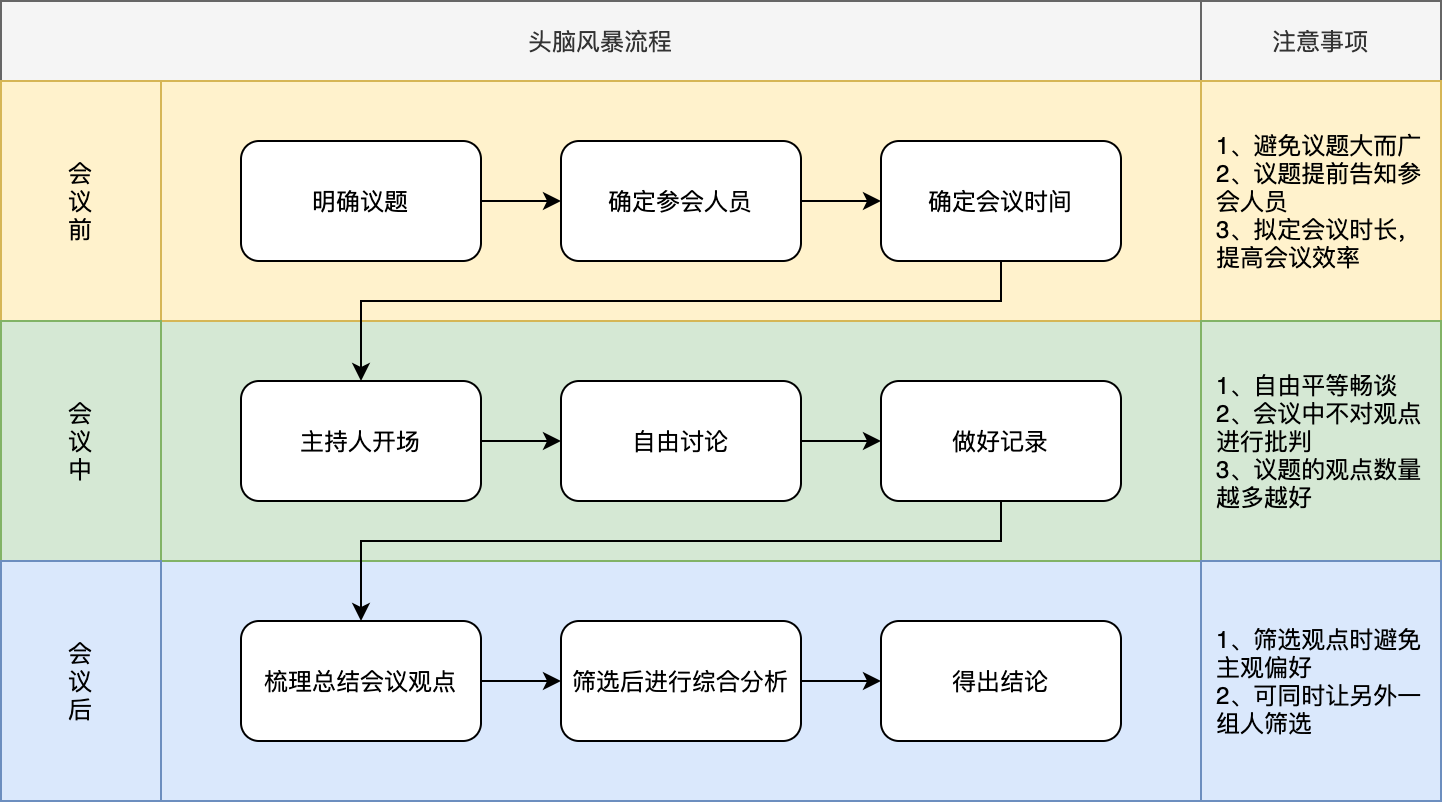 头脑风暴流程
注意事项
会
议
前
明确议题
确定参会人员
确定会议时间
1、避免议题大而广
2、议题提前告知参
会人员
3、拟定会议时长，
提高会议效率
会
议
中
主持人开场
自由讨论
做好记录
1、自由平等畅谈
2、会议中不对观点
进行批判
3、议题的观点数量
越多越好
会
议
后
梳理总结会议观点
筛选后进行综合分析
得出结论
1、筛选观点时避免
主观偏好
2、可同时让另外一
组人筛选